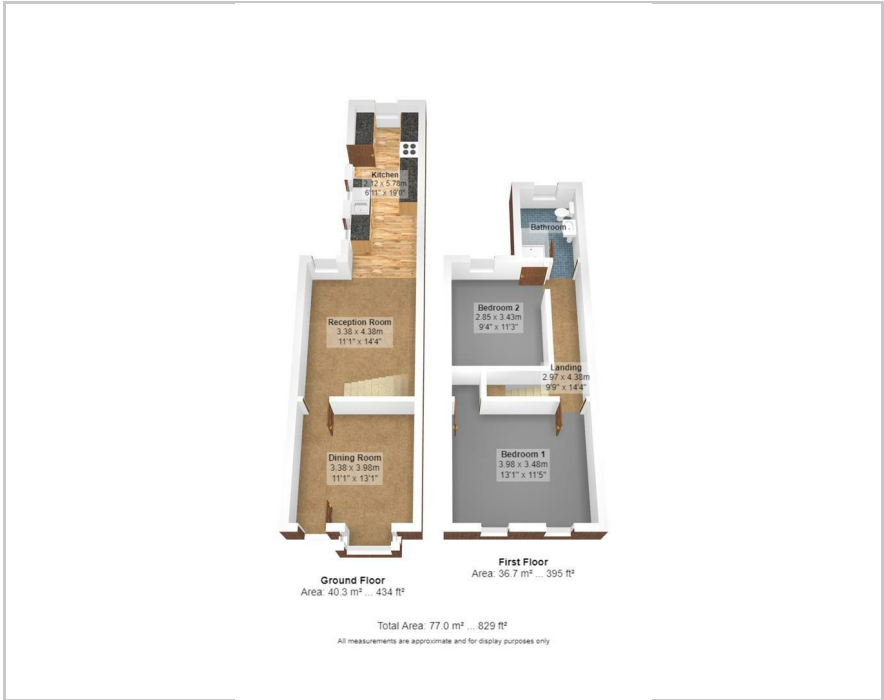 Kitchen
2.12 x 5.78m
6'11" x 19'0"
Bathroom
Reception Room
3.38 x 4.38m
11'1" x 14'4"
Bedroom 2
2.85 x 3.43m
9'4" x 11'3"
Landing
2.97 x 4.38m
9'9" x 14'4"
Dining Room
3.38 x 3.98m
11'1" x 13'1"
Bedroom 1
3.98 x 3.48m
13'1" x 11'5"
Ground Floor
Area: 40.3 m² ... 434 ft²
First Floor
Area: 36.7 m² ... 395 ft²
Total Area: 77.0 m² ... 829 ft²
All measurements are approximate and for display purposes only